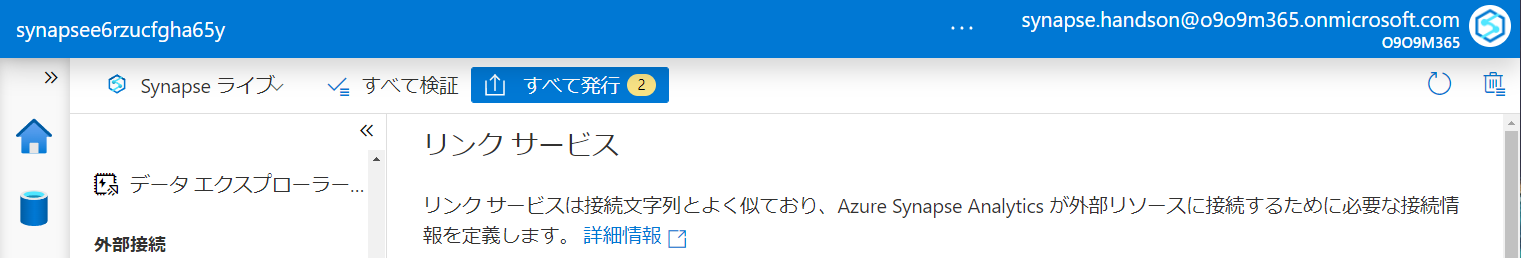 synapsee6rzucfgha65y
... synapse.handson@o9o9m365.onmicrosoft.com
O9O9M365
Synapse ライブ すべて検証 すべて発行 2
リンク サービス
データ エクスプローラー...
リンク サービスは接続文字列とよく似ており、Azure Synapse Analytics が外部リソースに接続するために必要な接続情
報を定義します。 詳細情報
外部接続